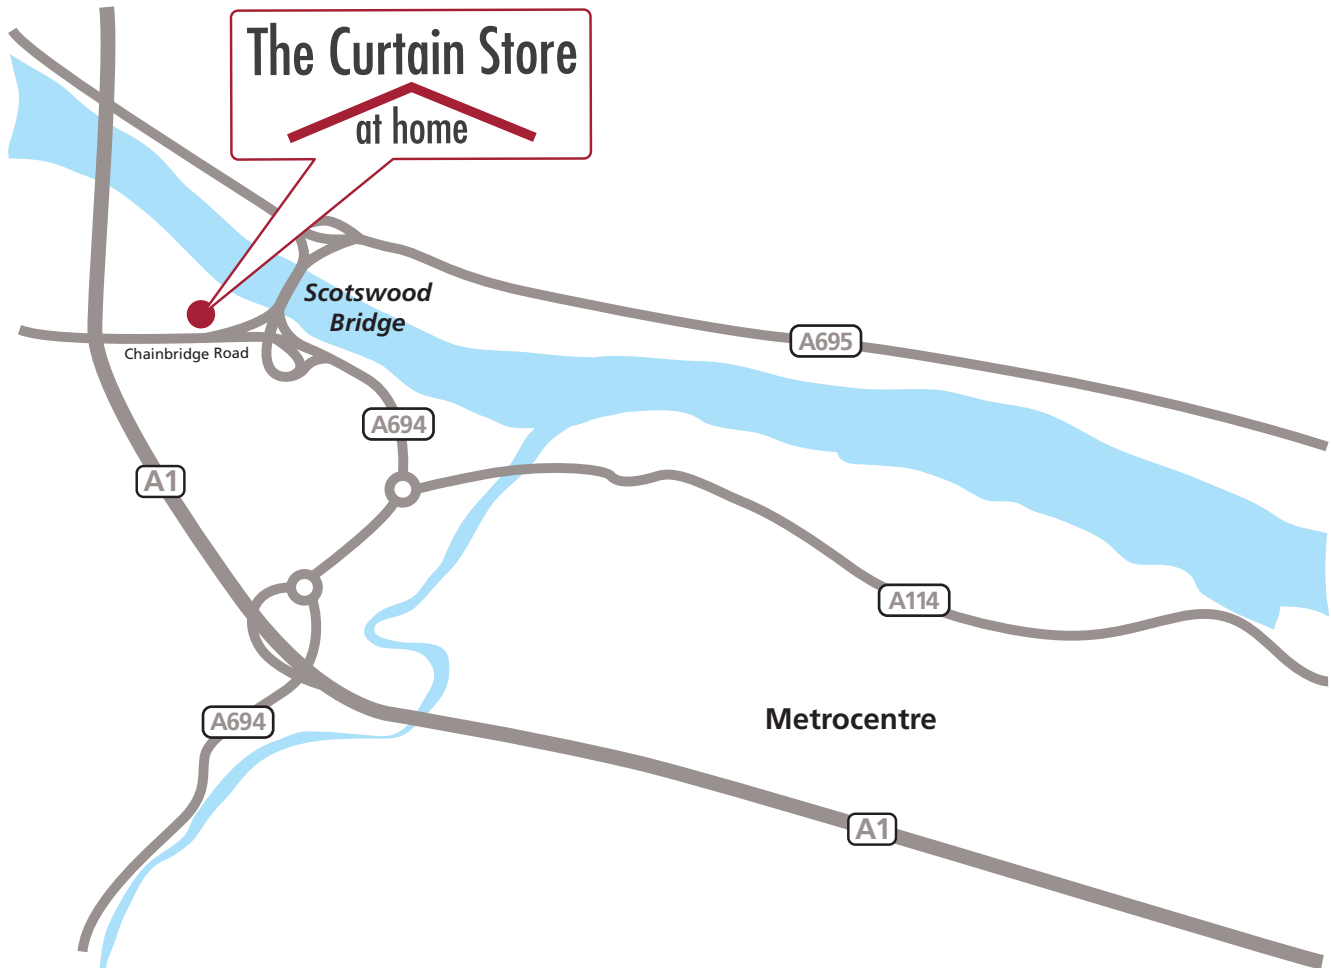 The Curtain Store
at home
Scotswood
Bridge
A695
Chainbridge Road
A694
A1
A114
A694
Metrocentre
A1